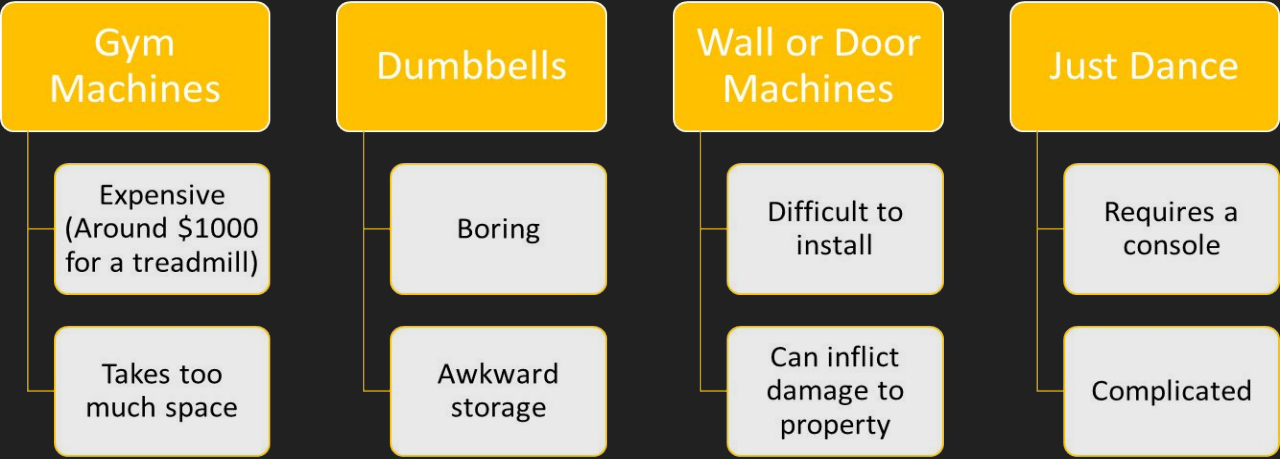 Gym
Machines
Expensive
(Around $1000
for a treadmill)
Takes too
much space
Dumbbells
Boring
Awkward
storage
Wall or Door
Machines
Difficult to
install
Can inflict
damage to
property
Just Dance
Requires a
console
Complicated